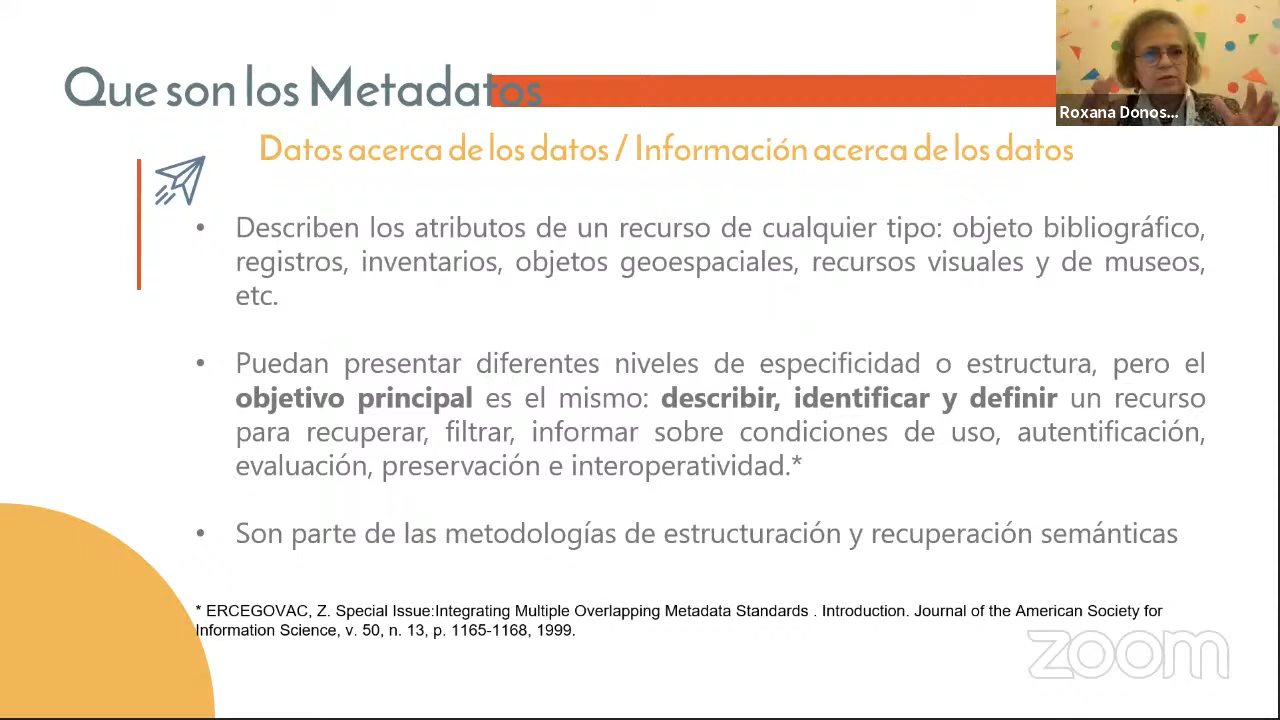 Que son los Metadatos
Roxana Donos...
Datos acerca de los datos / Información acerca de los datos
• Describen los atributos de un recurso de cualquier tipo: objeto bibliográfico,
registros, inventarios, objetos geoespaciales, recursos visuales y de museos,
etc.
• Puedan presentar diferentes niveles de especificidad o estructura, pero el
objetivo principal es el mismo: describir, identificar y definir un recurso
para recuperar, filtrar, informar sobre condiciones de uso, autentificación,
evaluación, preservación e interoperatividad.*
• Son parte de las metodologías de estructuración y recuperación semánticas
* ERCEGOVAC, Z. Special Issue:Integrating Multiple Overlapping Metadata Standards . Introduction. Journal of the American Society for
Information Science, v. 50, n. 13, p. 1165-1168, 1999.
zoom